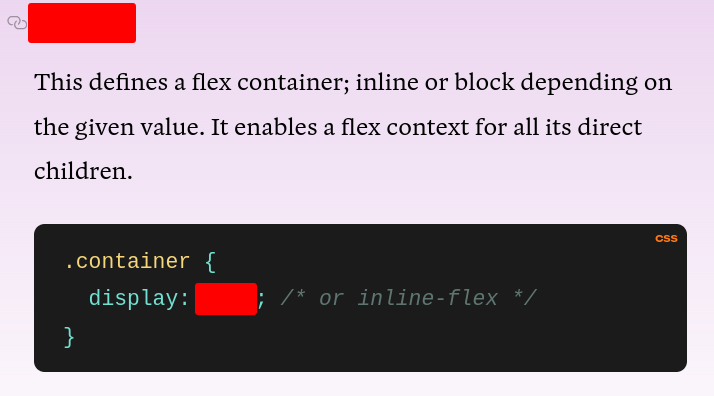 This defines a flex container; inline or block depending on
the given value. It enables a flex context for all its direct
children.
css
.container {
display: ; /* or inline-flex */
}